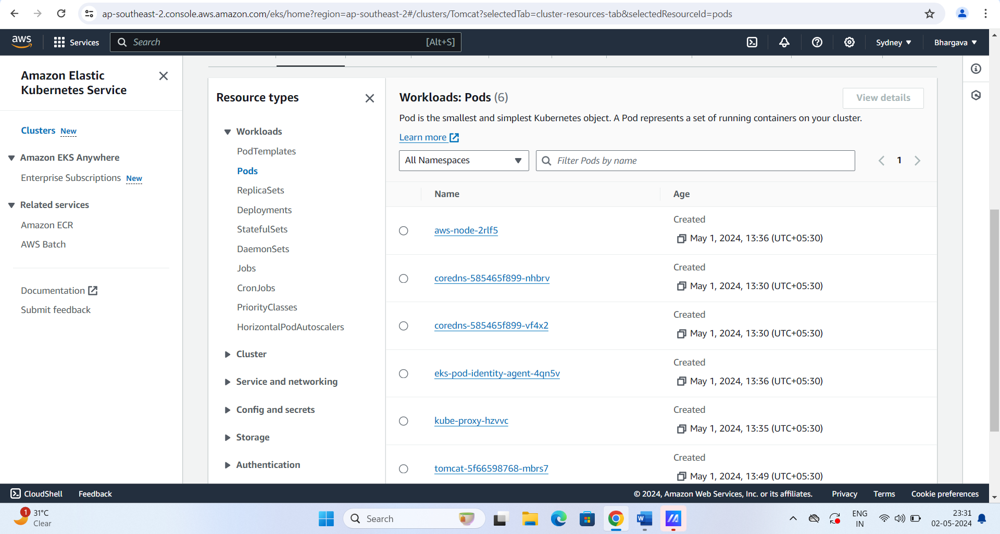 ap-southeast-2.console.aws.amazon.com/eks/home?region=ap-southeast-2#/clusters/Tomcat?selectedTab=cluster-resources-tab&selectedResourceId=pods
aws
Services
Search
[Alt+S]
Sydney
Bhargava
Amazon Elastic
Kubernetes Service
Clusters New
Amazon EKS Anywhere
Enterprise Subscriptions New
Related services
Amazon ECR
AWS Batch
Documentation
Submit feedback
Resource types
Workloads
PodTemplates
Pods
ReplicaSets
Deployments
StatefulSets
DaemonSets
Jobs
CronJobs
PriorityClasses
HorizontalPodAutoscalers
Cluster
Service and networking
Config and secrets
Storage
Authentication
Workloads: Pods (6)
View details
Pod is the smallest and simplest Kubernetes object. A Pod represents a set of running containers on your cluster.
Learn more
All Namespaces
Filter Pods by name
1
Name
Age
aws-node-2rlf5
Created
May 1, 2024, 13:36 (UTC+05:30)
coredns-585465f899-nhbrv
Created
May 1, 2024, 13:30 (UTC+05:30)
coredns-585465f899-vf4x2
Created
May 1, 2024, 13:30 (UTC+05:30)
eks-pod-identity-agent-4qn5v
Created
May 1, 2024, 13:36 (UTC+05:30)
kube-proxy-hzvvc
Created
May 1, 2024, 13:35 (UTC+05:30)
tomcat-5f66598768-mbrs7
Created
May 1, 2024, 13:49 (UTC+05:30)
CloudShell
Feedback
© 2024, Amazon Web Services, Inc. or its affiliates.
Privacy
Terms
Cookie preferences
1
31°C
Clear
Search
W
ENG
IN
23:31
02-05-2024